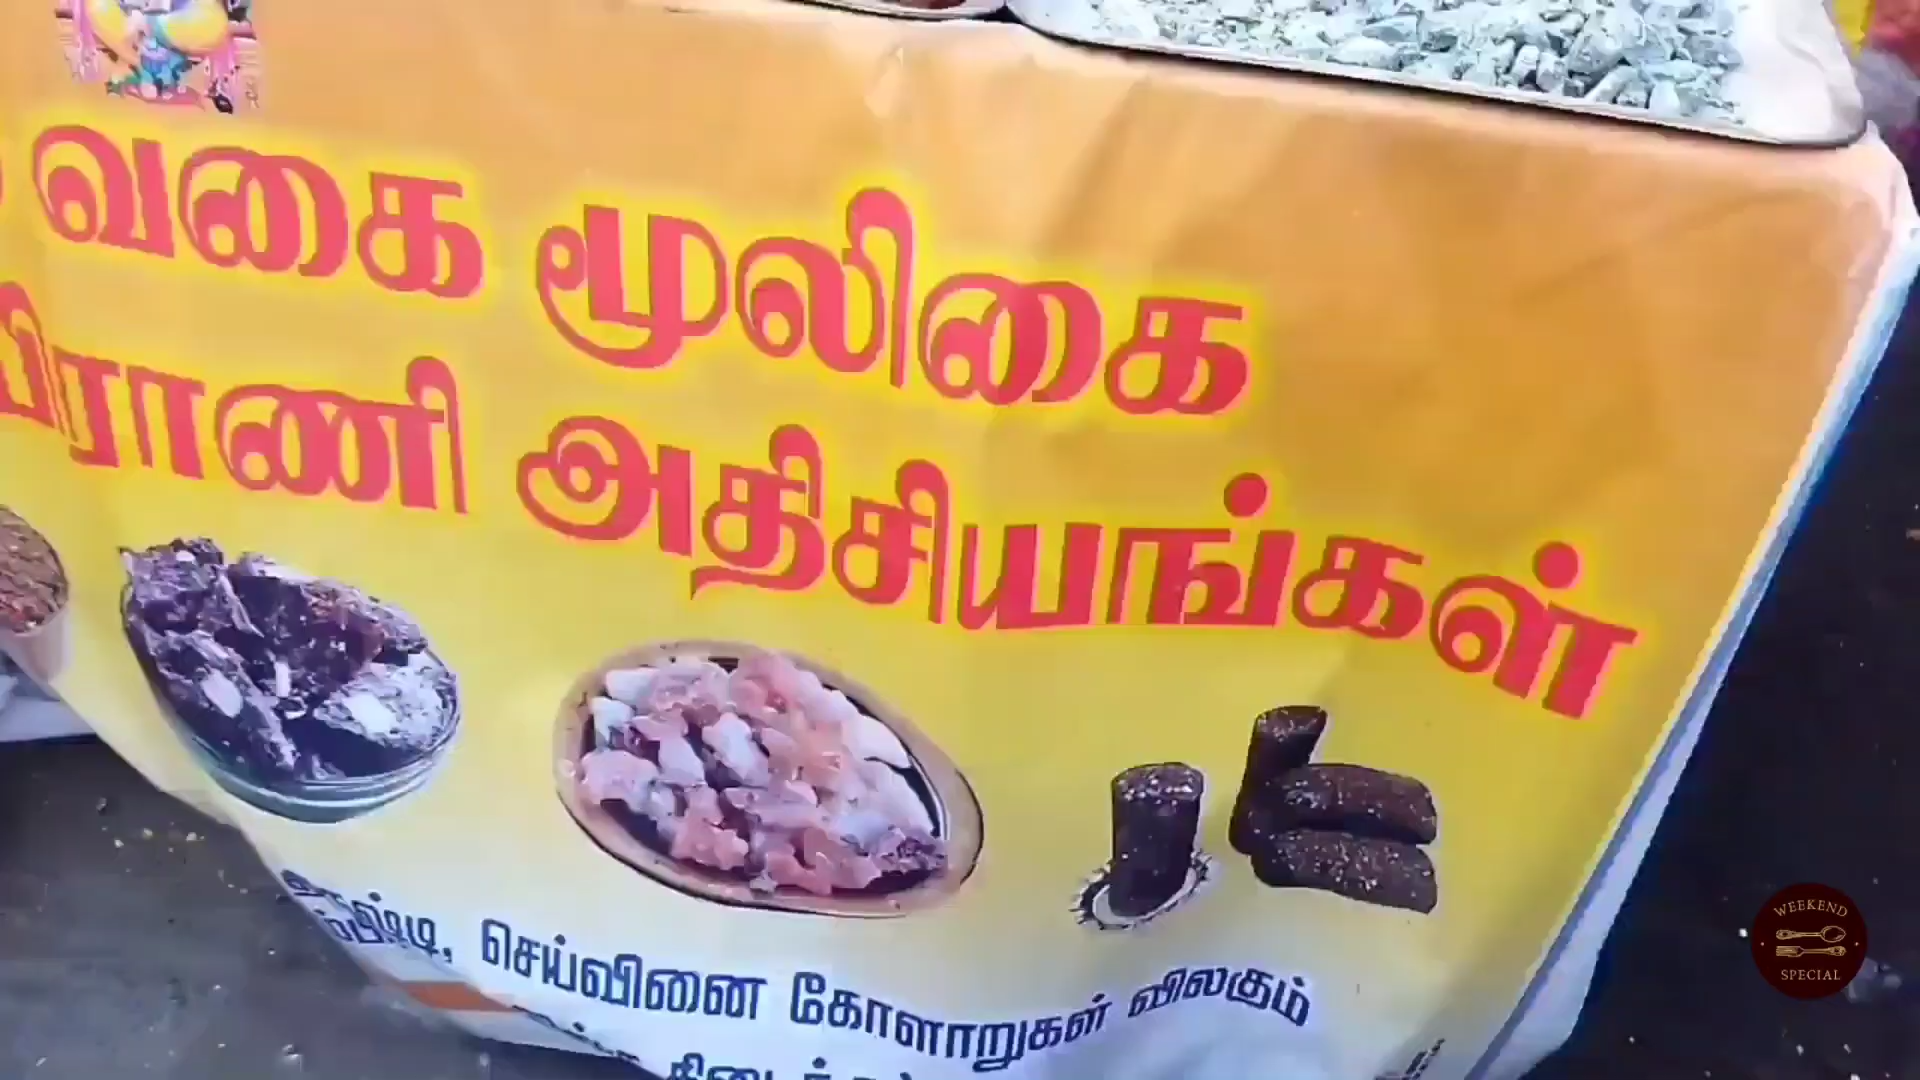 வகை மூலிகை
அதிசியங்கள்
செய்வினை கோளாறுகள் விலகும்
WEEKEND
SPECIAL